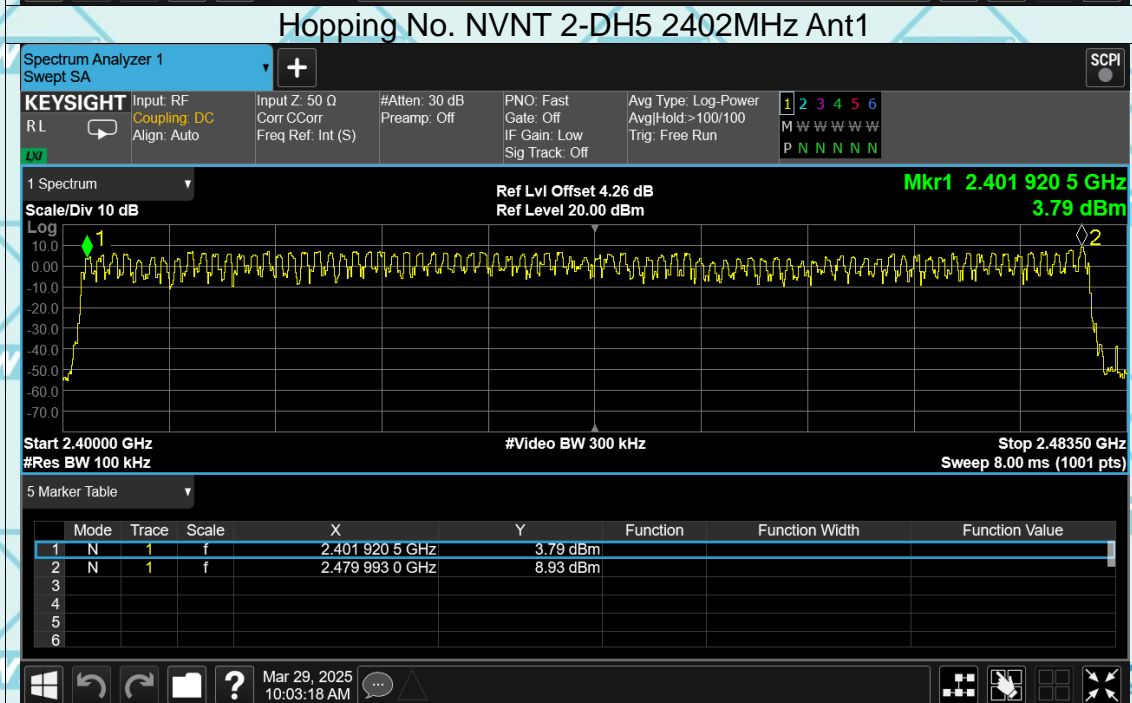 Hopping No. NVNT 2-DH5 2402MHz Ant1
Spectrum Analyzer 1
Swept SA
+
SCPI
KEYSIGHT Input: RF Input Z: 50 Ω #Atten: 30 dB PNO: Fast Avg Type: Log-Power 1 2 3 4 5 6
R L Coupling: DC Corr CCorr Preamp: Off Gate: Off Avg|Hold:>100/100 M W W W W W
Align: Auto Freq Ref: Int (S) IF Gain: Low Trig: Free Run P N N N N N
LXI Sig Track: Off
1 Spectrum Ref Lvl Offset 4.26 dB Mkr1 2.401 920 5 GHz
Scale/Div 10 dB Ref Level 20.00 dBm 3.79 dBm
Log
1 2
10.0
0.00
-10.0
-20.0
-30.0
-40.0
-50.0
-60.0
-70.0
Start 2.40000 GHz #Video BW 300 kHz Stop 2.48350 GHz
#Res BW 100 kHz Sweep 8.00 ms (1001 pts)
5 Marker Table
Mode Trace Scale X Y Function Function Width Function Value
1 N 1 f 2.401 920 5 GHz 3.79 dBm
2 N 1 f 2.479 993 0 GHz 8.93 dBm
3
4
5
6
? Mar 29, 2025
10:03:18 AM